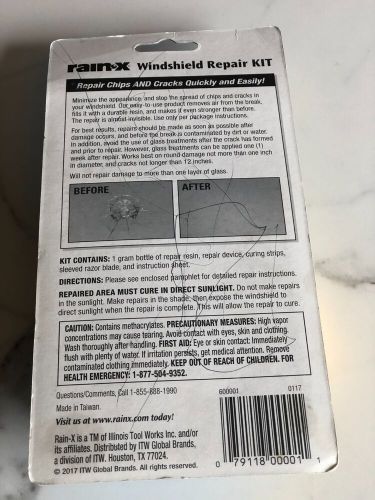 rain-x Windshield Repair KIT
Repair Chips AND Cracks Quickly and Easily!
Minimize the appearance, and stop the spread of chips and cracks in
your windshield. Our easy-to-use product removes air from the break,
fills it with a durable resin, and makes it even stronger than before.
The repair is almost invisible. Use only per package instructions.
For best results, repairs should be made as soon as possible after
damage occurs, and before the break is contaminated by dirt or water.
In addition, avoid the use of glass treatments after the crack has formed
and prior to repair. However, glass treatments can be applied one (1)
week after repair. Works best on round damage not more than one inch
in diameter, and cracks not longer than 12 inches.
Will not repair damage to more than one layer of glass.
BEFORE
AFTER
KIT CONTAINS: 1 gram bottle of repair resin, repair device, curing strips,
sleeved razor blade, and instruction sheet.
DIRECTIONS: Please see enclosed pamphlet for detailed repair instructions.
REPAIRED AREA MUST CURE IN DIRECT SUNLIGHT. Do not make repairs
in the sunlight. Make repairs in the shade, then expose the windshield to
direct sunlight when the repair is complete. This will allow the repair to cure.
CAUTION: Contains methacrylates. PRECAUTIONARY MEASURES: High vapor
concentrations may cause tearing. Avoid contact with eyes, skin and clothing.
Wash thoroughly after handling. FIRST AID: Eye or skin contact: Immediately
flush with plenty of water. If irritation persists, get medical attention. Remove
contaminated clothing immediately. KEEP OUT OF REACH OF CHILDREN. FOR
HEALTH EMERGENCY: 1-877-504-9352.
Questions/Comments, Call 1-855-888-1990
600001
0117
Made in Taiwan.
Visit us at www.rainx.com today!
Rain-X is a TM of Illinois Tool Works Inc. and/or
its affiliates. Distributed by ITW Global Brands,
a division of ITW. Houston, TX 77024.
© 2017 ITW Global Brands. All rights reserved.
0 79118 00001 1